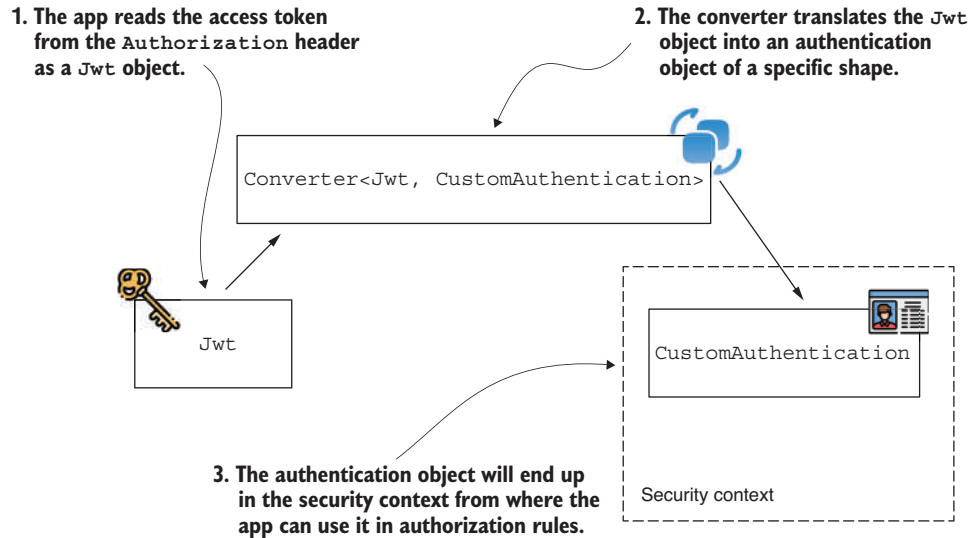 1. The app reads the access token
from the Authorization header
as a Jwt object.
2. The converter translates the Jwt
object into an authentication
object of a specific shape.
Converter<Jwt, CustomAuthentication>
Jwt
CustomAuthentication
3. The authentication object will end up
in the security context from where the
app can use it in authorization rules.
Security context